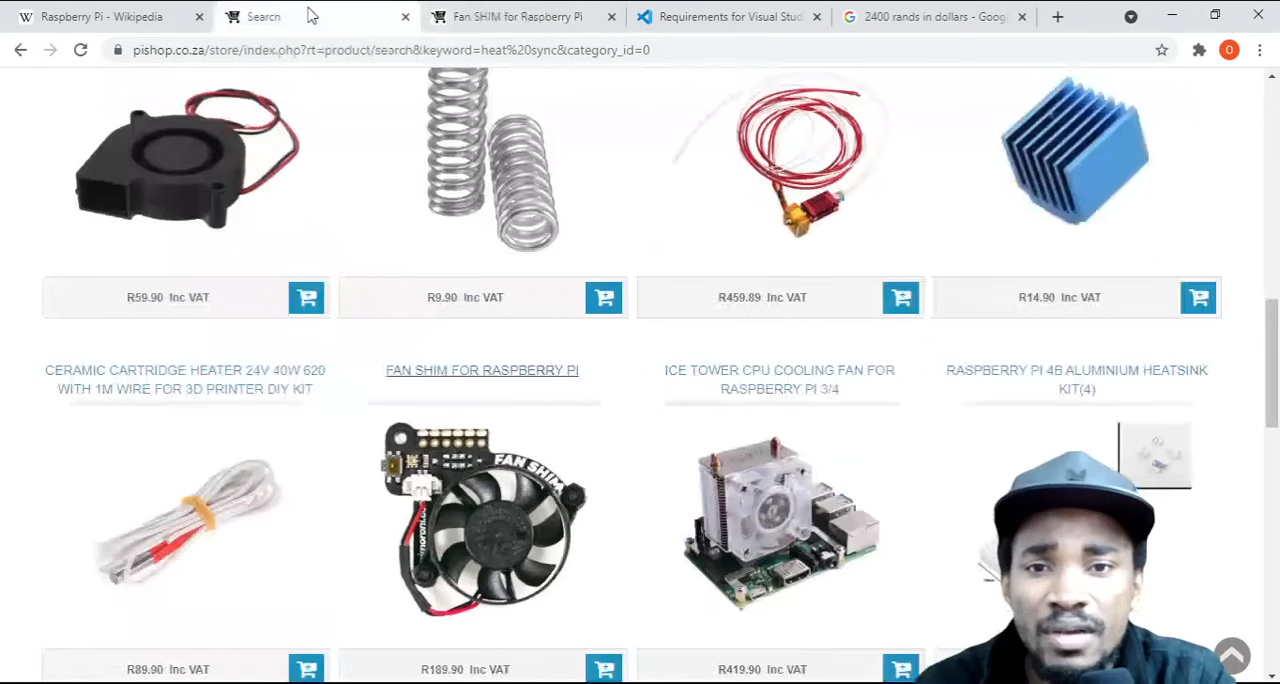 Raspberry Pi - Wikipedia
Search
Fan SHIM for Raspberry Pi
Requirements for Visual Stud
2400 rands in dollars - Goog
pishop.co.za/store/index.php?rt=product/search&keyword=heat%20sync&category_id=0
O
R59.90 Inc VAT
R9.90 Inc VAT
R459.89 Inc VAT
R14.90 Inc VAT
CERAMIC CARTRIDGE HEATER 24V 40W 620
WITH 1M WIRE FOR 3D PRINTER DIY KIT
FAN SHIM FOR RASPBERRY PI
ICE TOWER CPU COOLING FAN FOR
RASPBERRY PI 3/4
RASPBERRY PI 4B ALUMINIUM HEATSINK
KIT(4)
FAN SHIM
R89.90 Inc VAT
R189.90 Inc VAT
R419.90 Inc VAT